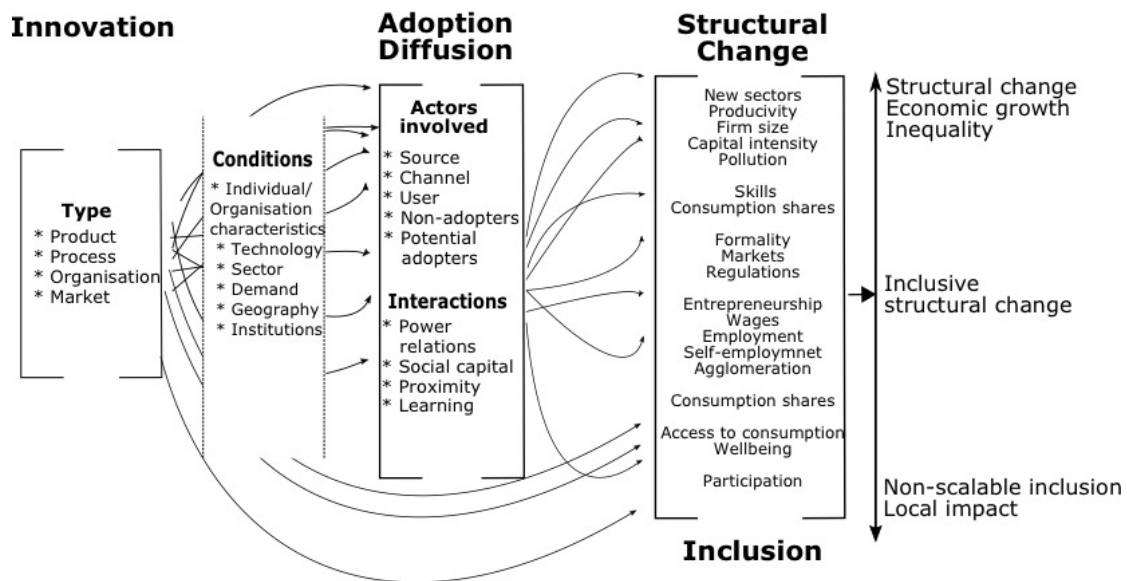 Innovation
Adoption
Diffusion
Structural
Change
Type
* Product
* Process
* Organisation
* Market
Conditions
* Individual/
Organisation
characteristics
* Technology
* Sector
* Demand
* Geography
* Institutions
Actors
involved
* Source
* Channel
* User
* Non-adopters
* Potential
adopters
Interactions
* Power
relations
* Social capital
* Proximity
* Learning
New sectors
Producivity
Firm size
Capital intensity
Pollution
Skills
Consumption shares
Formality
Markets
Regulations
Entrepreneurship
Wages
Employment
Self-employmnet
Agglomeration
Consumption shares
Access to consumption
Wellbeing
Participation
Inclusion
Structural change
Economic growth
Inequality
Inclusive
structural change
Non-scalable inclusion
Local impact